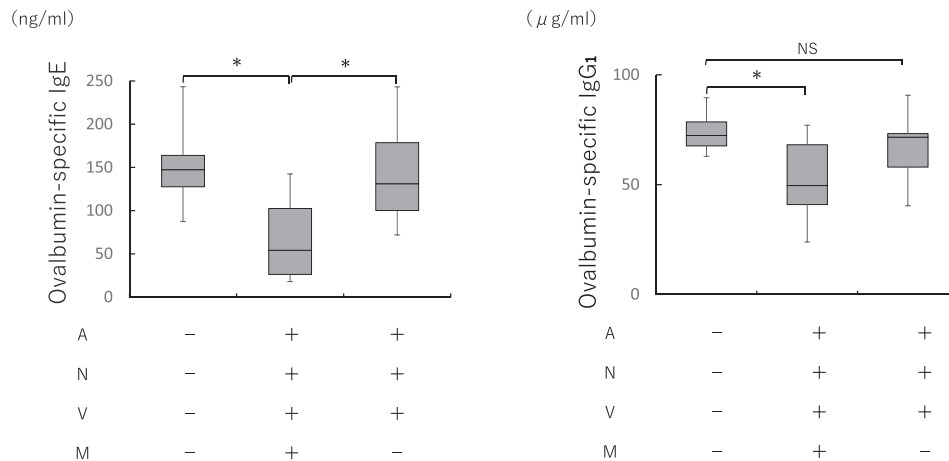 (ng/ml)
Ovalbumin-specific IgE
250
200
150
100
50
0
* *
A − + +
N − + +
V − + +
M − + −
(μg/ml)
Ovalbumin-specific IgG1
100
50
0
NS
*
A − + +
N − + +
V − + +
M − + −